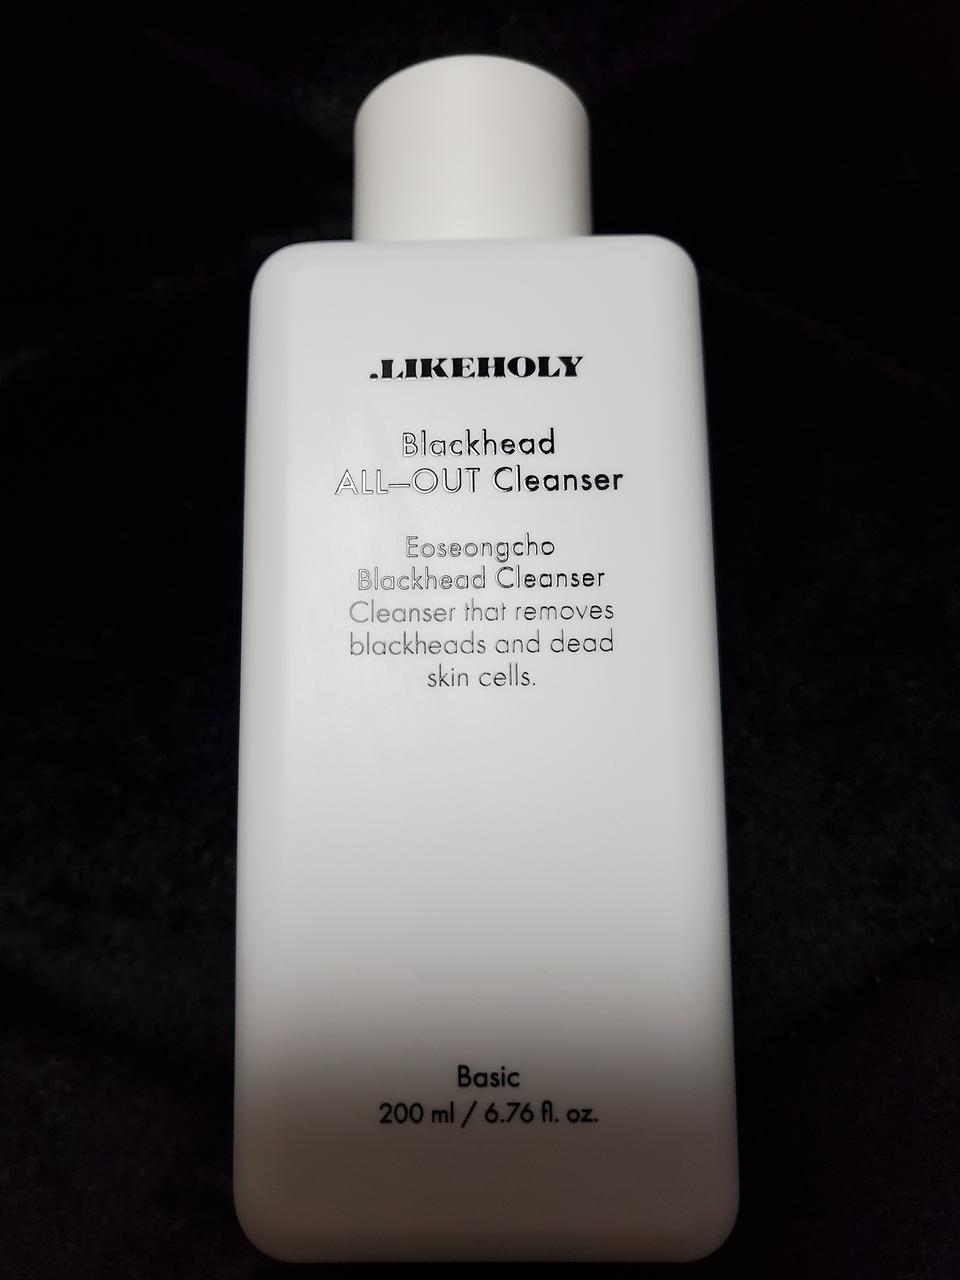 .LIKEHOLY
Blackhead
ALL—OUT Cleanser
Eoseongcho
Blackhead Cleanser
Cleanser that removes
blackheads and dead
skin cells.
Basic
200 ml / 6.76 fl. oz.